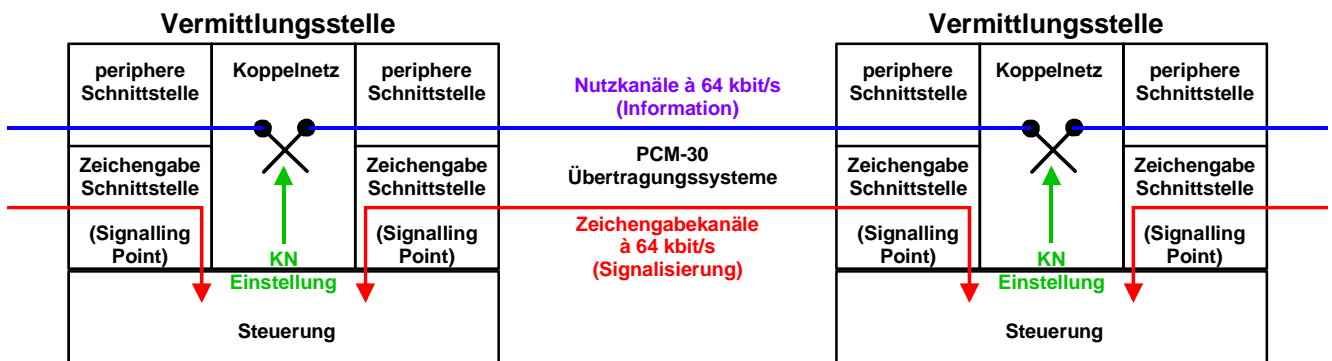 Vermittlungsstelle
periphere
Schnittstelle
Koppelnetz
periphere
Schnittstelle
Zeichengabe
Schnittstelle
(Signalling
Point)
Zeichengabe
Schnittstelle
(Signalling
Point)
KN
Einstellung
Steuerung
Nutzkanäle à 64 kbit/s
(Information)
PCM-30
Übertragungssysteme
Zeichengabekanäle
à 64 kbit/s
(Signalisierung)
Vermittlungsstelle
periphere
Schnittstelle
Koppelnetz
periphere
Schnittstelle
Zeichengabe
Schnittstelle
(Signalling
Point)
Zeichengabe
Schnittstelle
(Signalling
Point)
KN
Einstellung
Steuerung